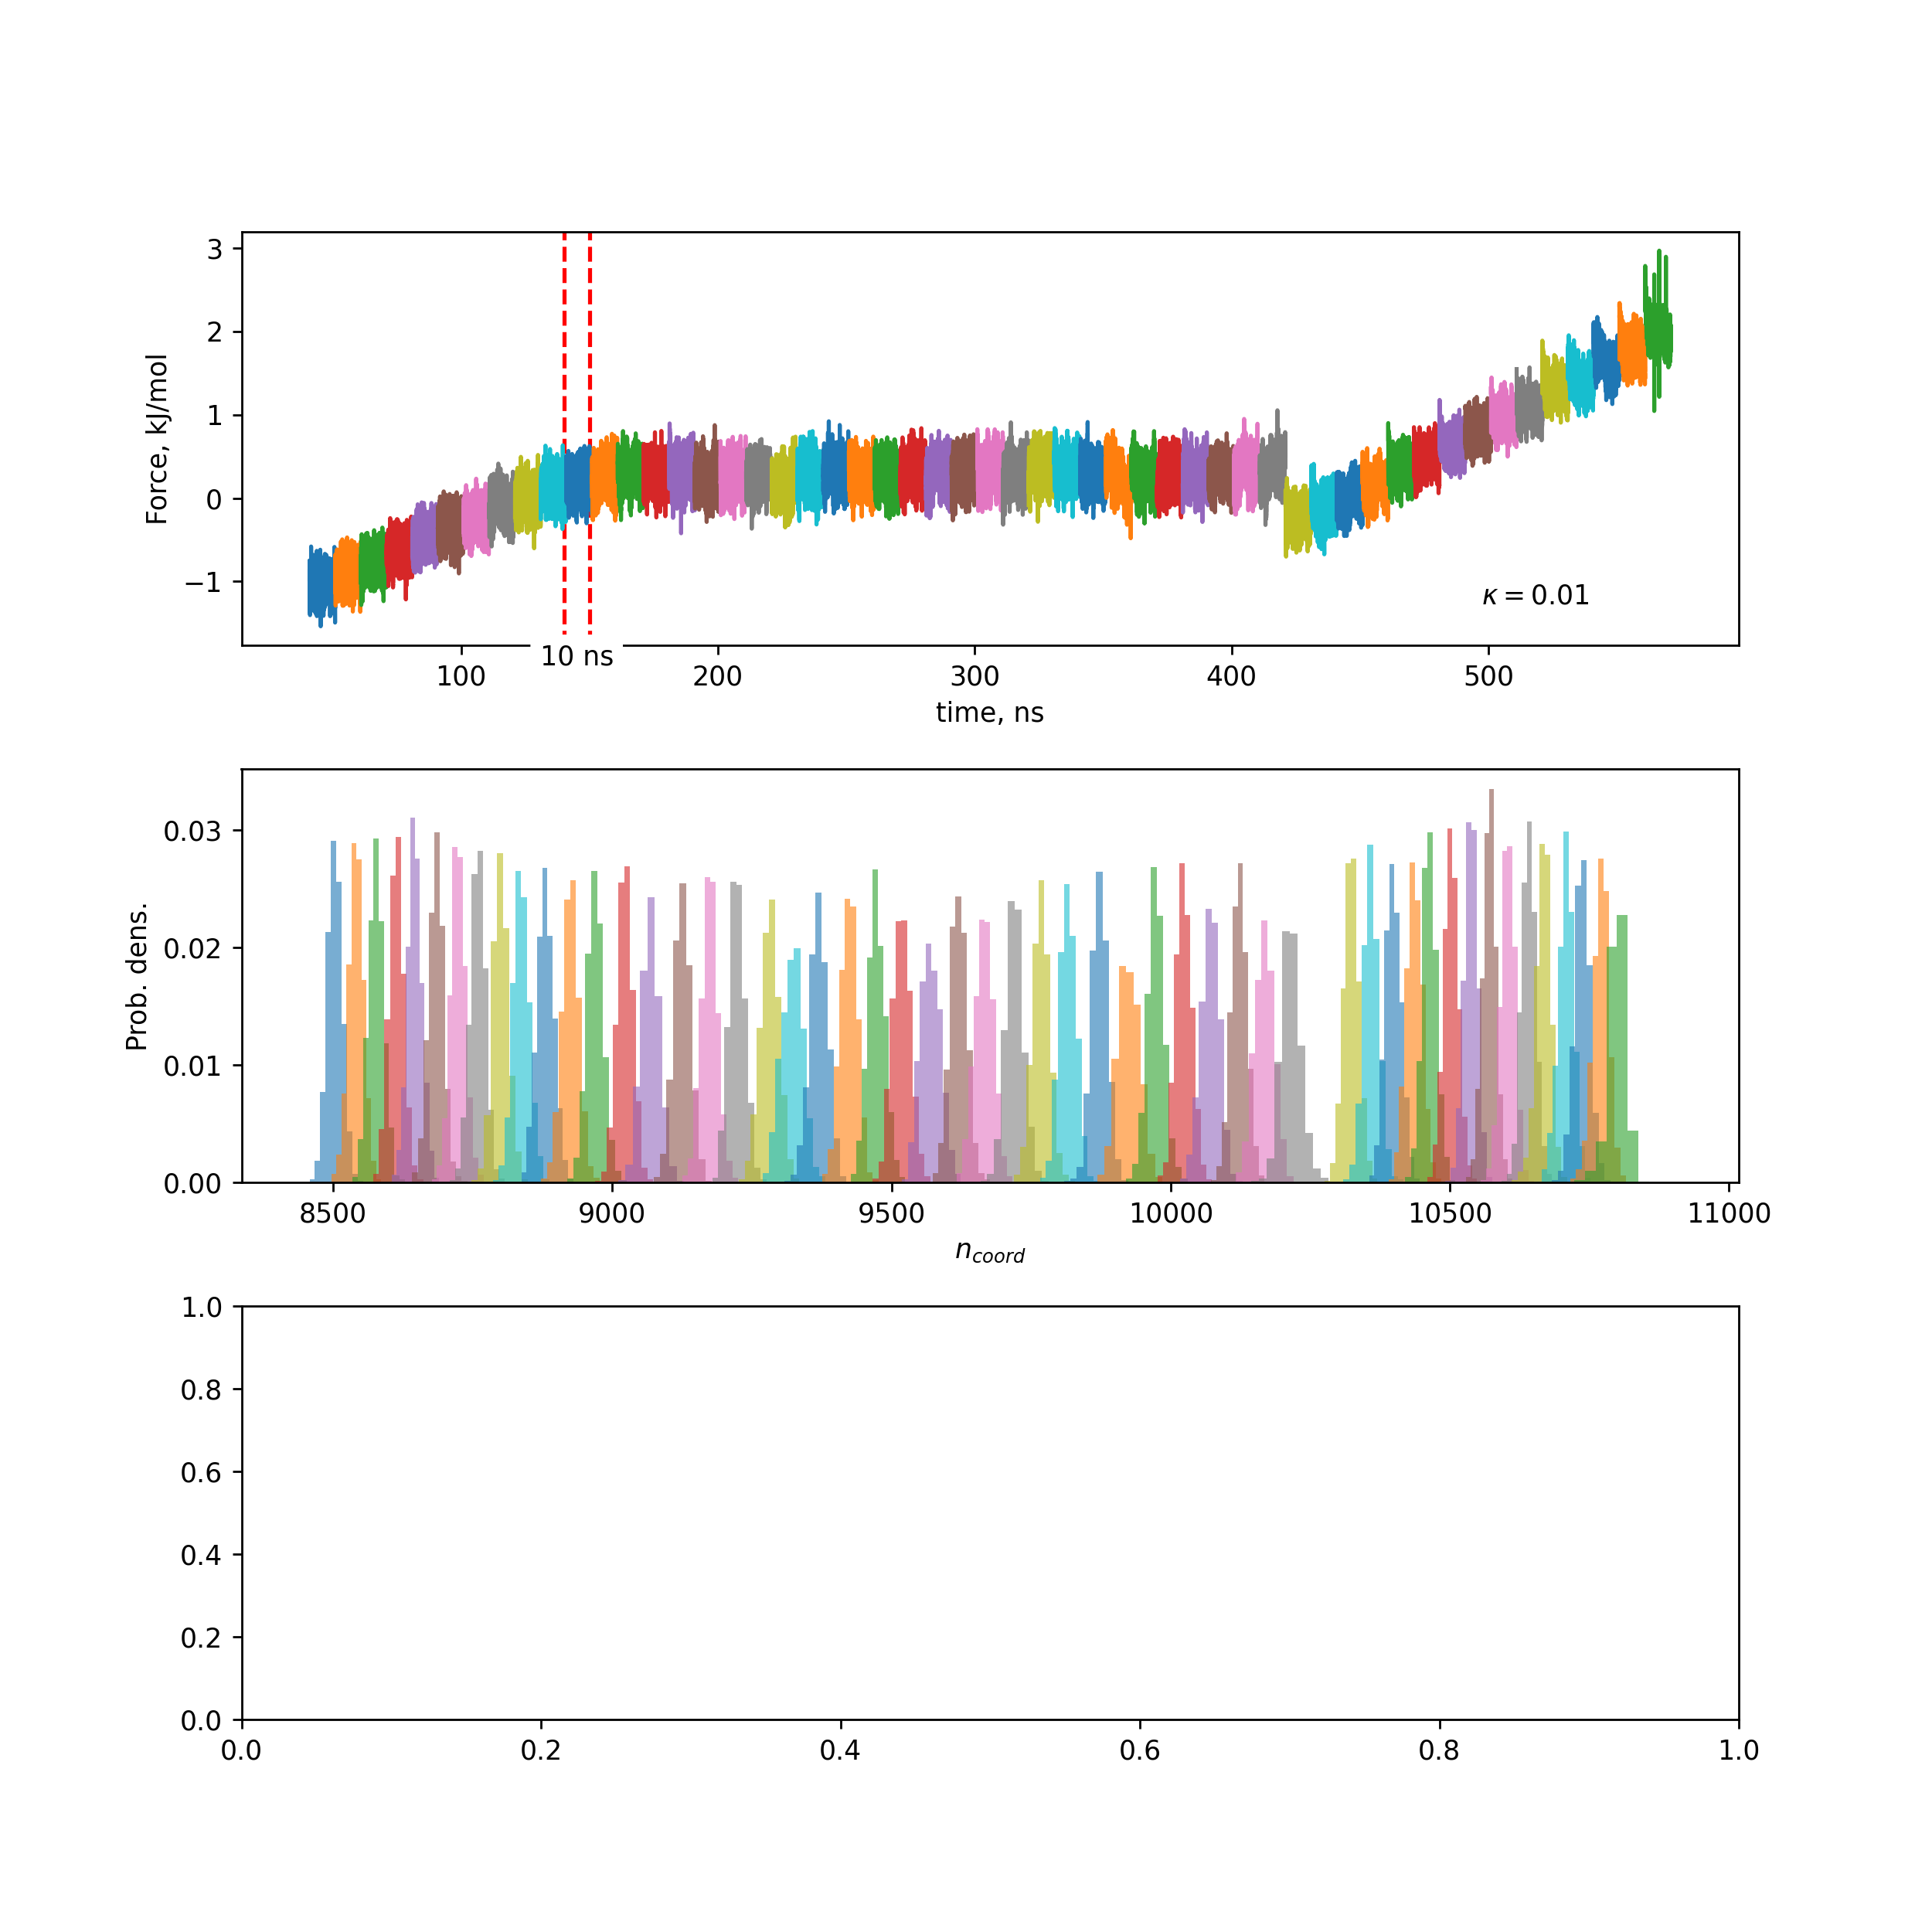 3
2
1
0
−1
Force, kJ/mol
κ = 0.01
10 ns
100 200 300 400 500
time, ns
0.03
0.02
0.01
0.00
Prob. dens.
8500 9000 9500 10000 10500 11000
n_coord
1.0
0.8
0.6
0.4
0.2
0.0
0.0 0.2 0.4 0.6 0.8 1.0